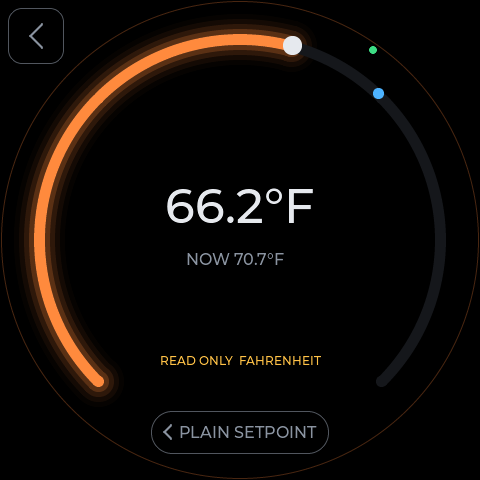 66.2°F
NOW 70.7°F
READ ONLY  FAHRENHEIT
PLAIN SETPOINT